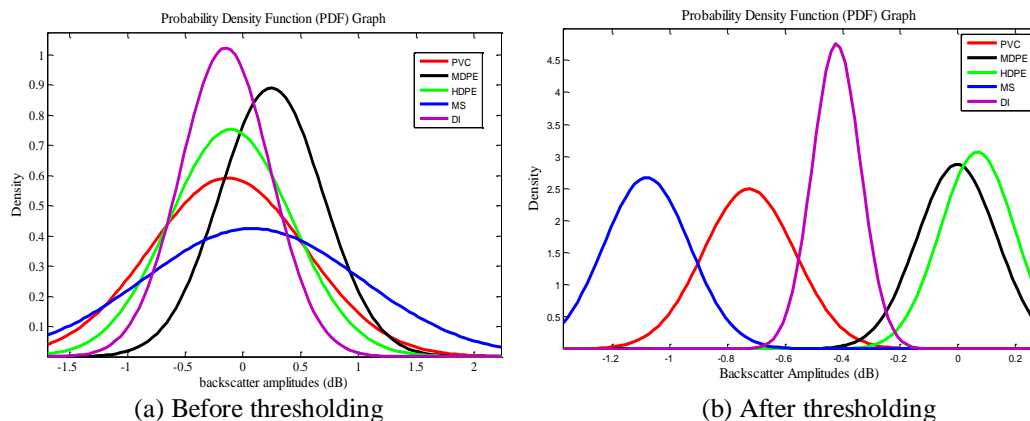 Probability Density Function (PDF) Graph
1
0.9
0.8
0.7
0.6
0.5
0.4
0.3
0.2
0.1
Density
-1.5
-1
-0.5
0
0.5
1
1.5
2
backscatter amplitudes (dB)
PVC
MDPE
HDPE
MS
DI
(a) Before thresholding
Probability Density Function (PDF) Graph
4.5
4
3.5
3
2.5
2
1.5
1
0.5
Density
-1.2
-1
-0.8
-0.6
-0.4
-0.2
0
0.2
Backscatter Amplitudes (dB)
PVC
MDPE
HDPE
MS
DI
(b) After thresholding